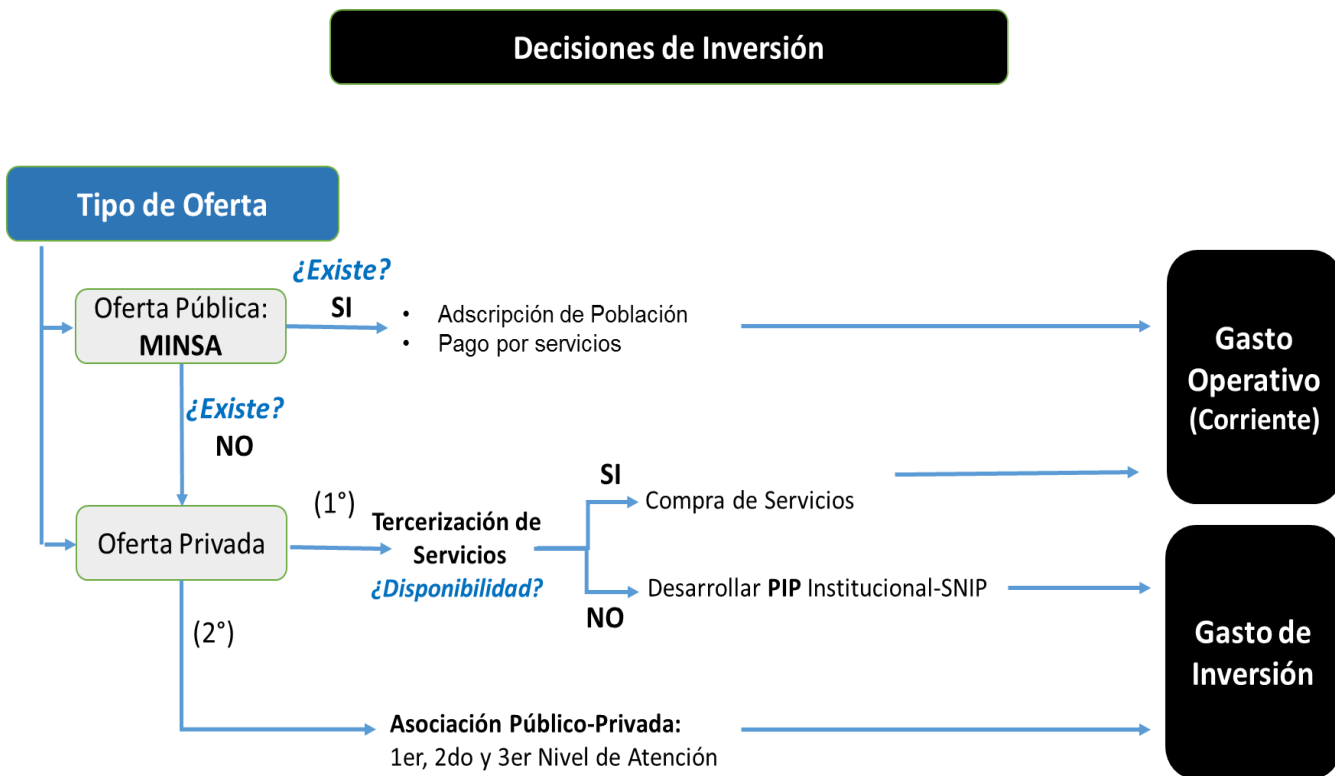 Decisiones de Inversión
Tipo de Oferta
¿Existe?
SI
Oferta Pública:
MINSA
• Adscripción de Población
• Pago por servicios
Gasto
Operativo
(Corriente)
¿Existe?
NO
Oferta Privada
(1°)
Tercerización de
Servicios
¿Disponibilidad?
SI
Compra de Servicios
NO
Desarrollar PIP Institucional-SNIP
Gasto de
Inversión
(2°)
Asociación Público-Privada:
1er, 2do y 3er Nivel de Atención